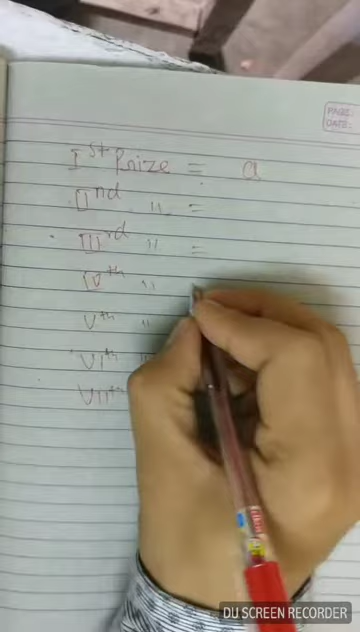 PAGE:
DATE:
Ist Prize = a
IInd " =
IIIrd " =
IVth "
Vth "
VIth "
VIIth
DU SCREEN RECORDER